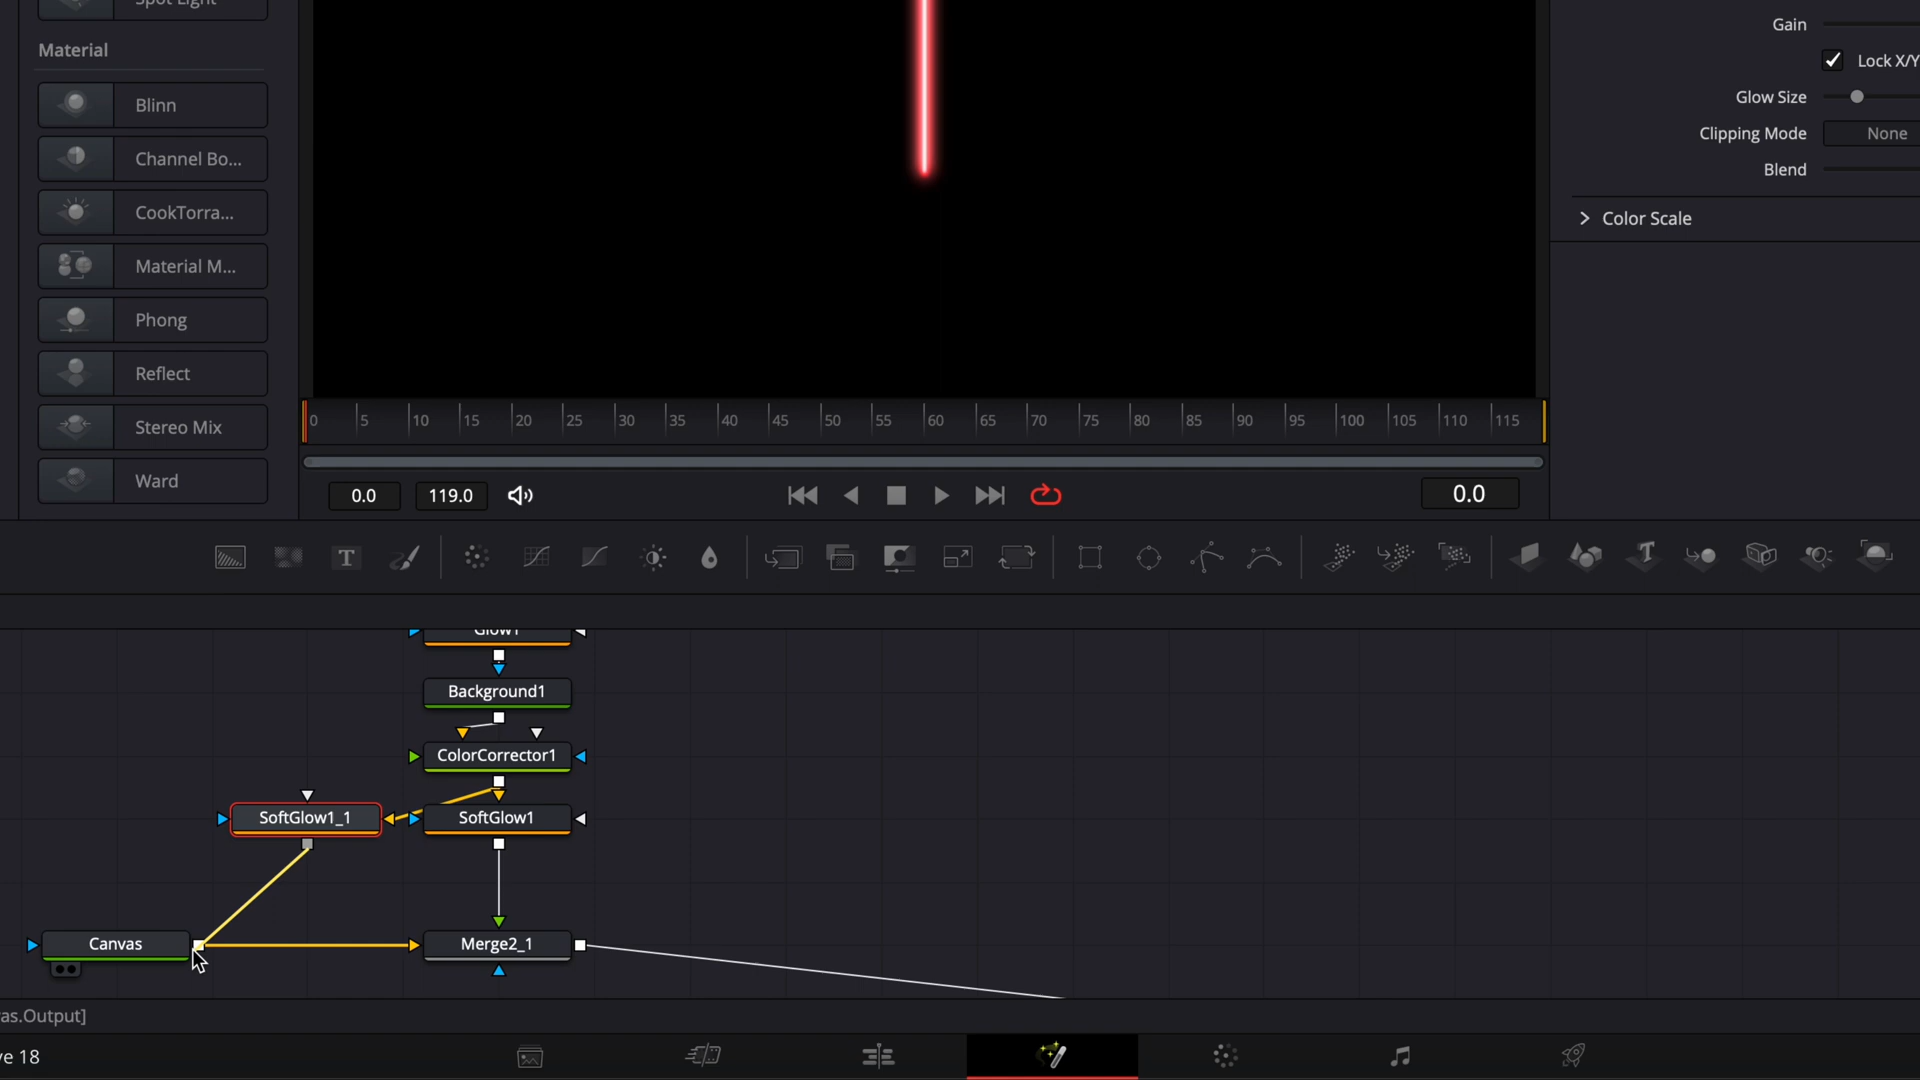 Spot Light
Material
Blinn
Channel Bo...
CookTorra...
Material M...
Phong
Reflect
Stereo Mix
Ward
Gain
Lock X/Y
Glow Size
Clipping Mode None
Blend
Color Scale
0 5 10 15 20 25 30 35 40 45 50 55 60 65 70 75 80 85 90 95 100 105 110 115
0.0 119.0 0.0
T
Glow1
Background1
ColorCorrector1
SoftGlow1_1 SoftGlow1
Canvas Merge2_1
as.Output]
ve 18